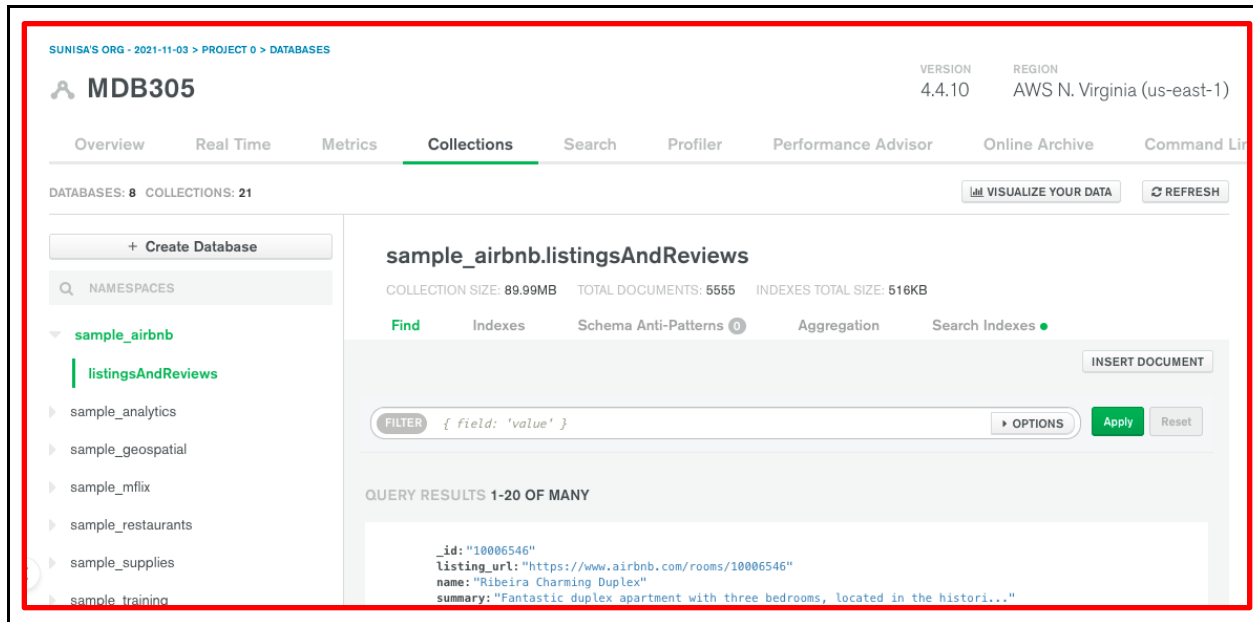 SUNISA'S ORG - 2021-11-03 > PROJECT 0 > DATABASES
MDB305
VERSION
4.4.10
REGION
AWS N. Virginia (us-east-1)
Overview Real Time Metrics Collections Search Profiler Performance Advisor Online Archive Command Lin
DATABASES: 8 COLLECTIONS: 21
VISUALIZE YOUR DATA
REFRESH
+ Create Database
NAMESPACES
sample_airbnb
listingsAndReviews
sample_analytics
sample_geospatial
sample_mflix
sample_restaurants
sample_supplies
sample_training
sample_airbnb.listingsAndReviews
COLLECTION SIZE: 89.99MB TOTAL DOCUMENTS: 5555 INDEXES TOTAL SIZE: 516KB
Find Indexes Schema Anti-Patterns 0 Aggregation Search Indexes
INSERT DOCUMENT
FILTER { field: 'value' } OPTIONS Apply Reset
QUERY RESULTS 1-20 OF MANY
_id: "10006546"
listing_url: "https://www.airbnb.com/rooms/10006546"
name: "Ribeira Charming Duplex"
summary: "Fantastic duplex apartment with three bedrooms, located in the histori..."